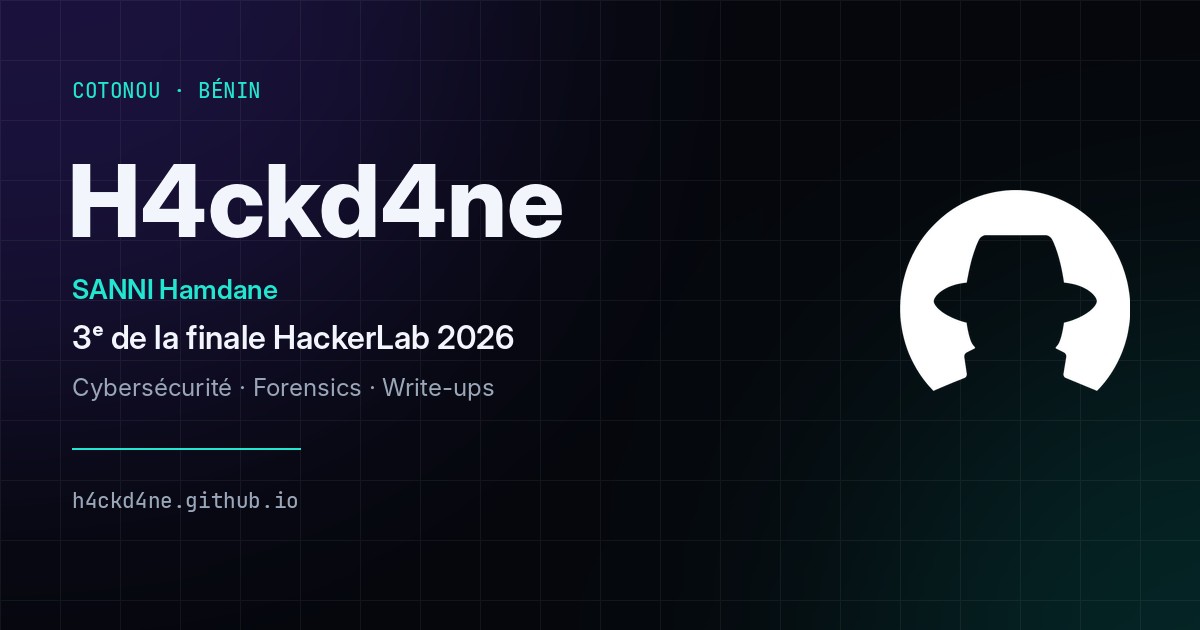 COTONOU · BÉNIN
H4ckd4ne
SANNI Hamdane
3ᵉ de la finale HackerLab 2026
Cybersécurité · Forensics · Write-ups
h4ckd4ne.github.io